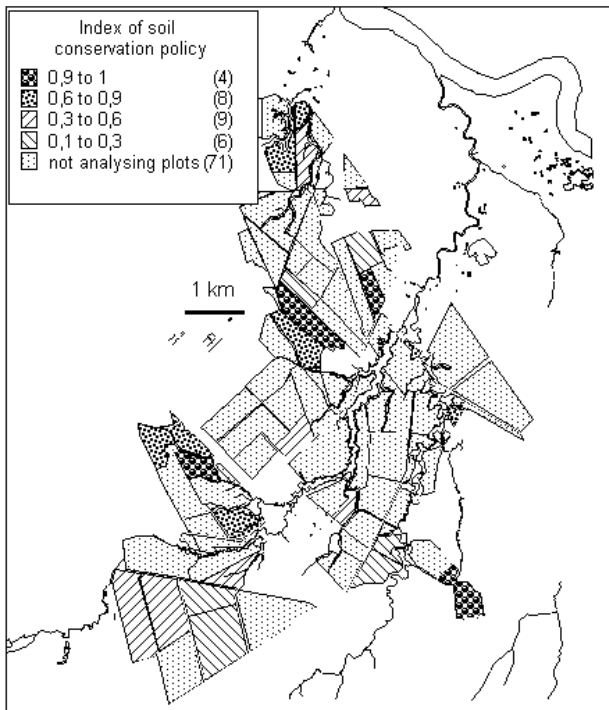 Index of soil
conservation policy
0,9 to 1 (4)
0,6 to 0,9 (8)
0,3 to 0,6 (9)
0,1 to 0,3 (6)
not analysing plots (71)
1 km